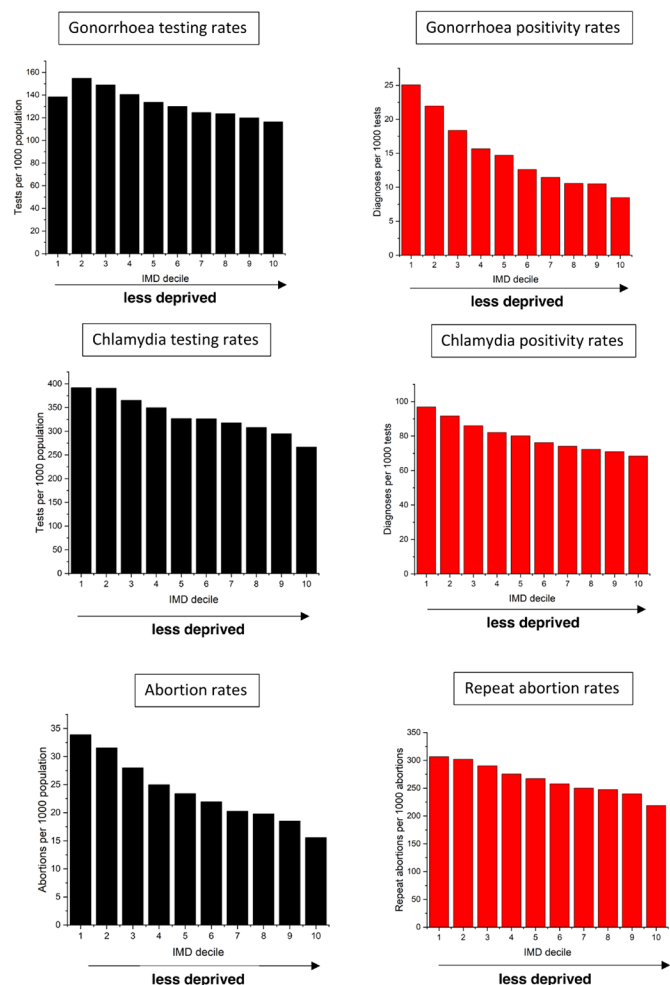 Gonorrhoea testing rates
Tests per 1000 population
160
140
120
100
80
60
40
20
0
1 2 3 4 5 6 7 8 9 10
IMD decile
less deprived
Gonorrhoea positivity rates
Diagnoses per 1000 tests
25
20
15
10
5
0
1 2 3 4 5 6 7 8 9 10
IMD decile
less deprived
Chlamydia testing rates
Tests per 1000 population
400
350
300
250
200
150
100
50
0
1 2 3 4 5 6 7 8 9 10
IMD decile
less deprived
Chlamydia positivity rates
Diagnoses per 1000 tests
100
80
60
40
20
0
1 2 3 4 5 6 7 8 9 10
IMD decile
less deprived
Abortion rates
Abortions per 1000 population
35
30
25
20
15
10
5
0
1 2 3 4 5 6 7 8 9 10
IMD decile
less deprived
Repeat abortion rates
Repeat abortions per 1000 abortions
350
300
250
200
150
100
50
0
1 2 3 4 5 6 7 8 9 10
IMD decile
less deprived